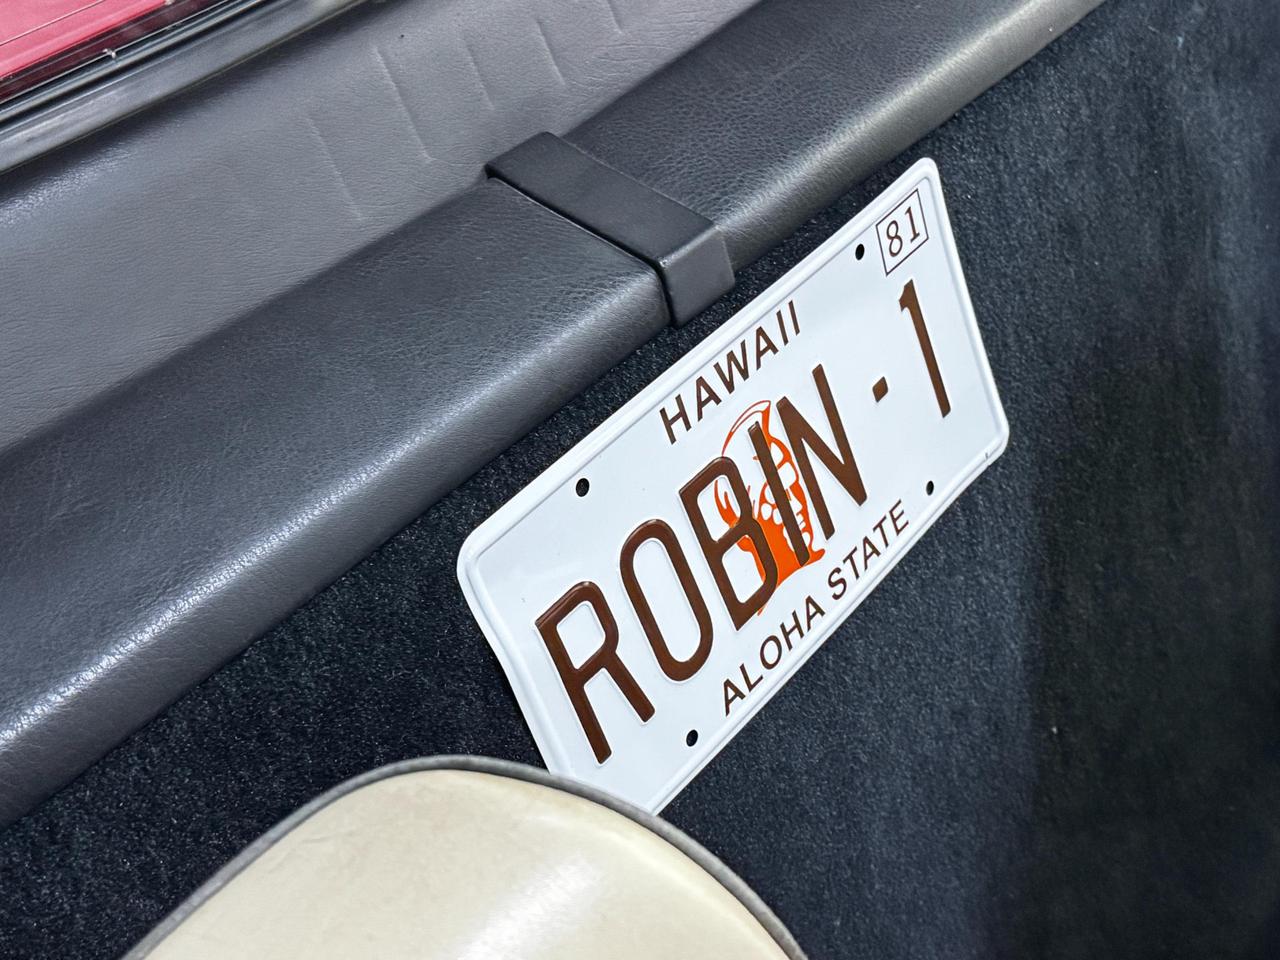 81
HAWAII
ROBIN-1
ALOHA STATE